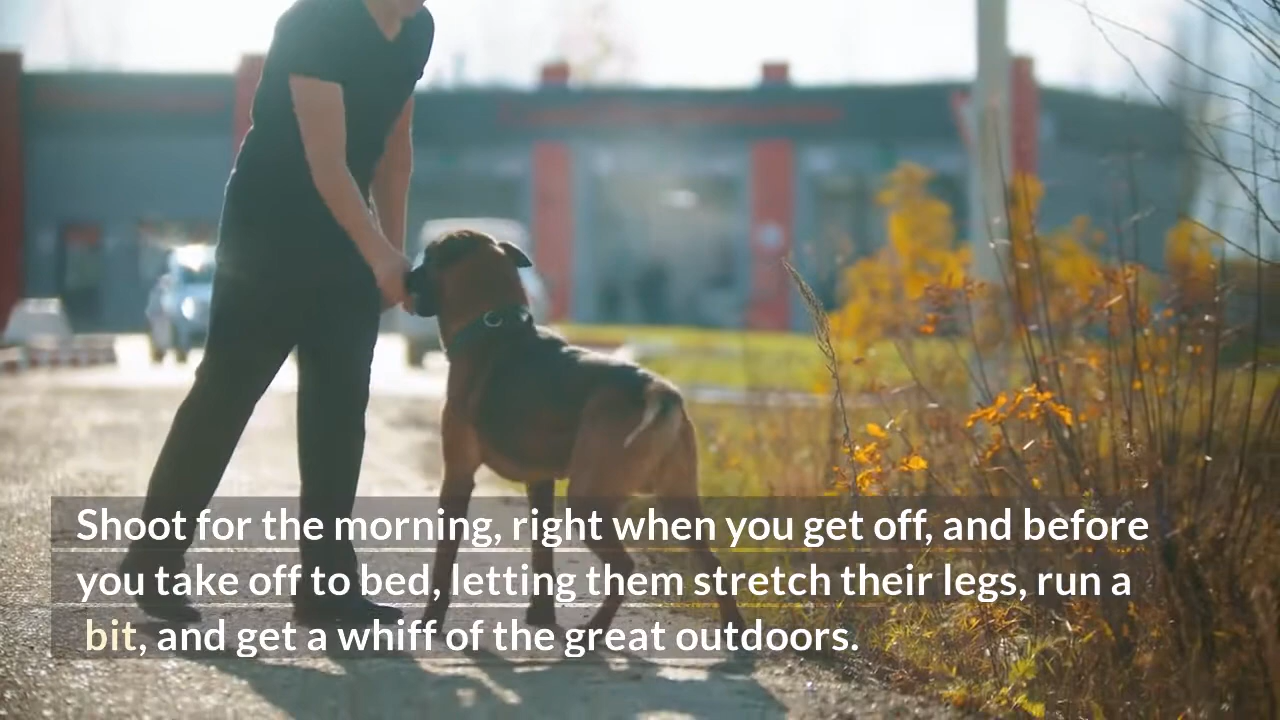 Shoot for the morning, right when you get off, and before
you take off to bed, letting them stretch their legs, run a
bit, and get a whiff of the great outdoors.